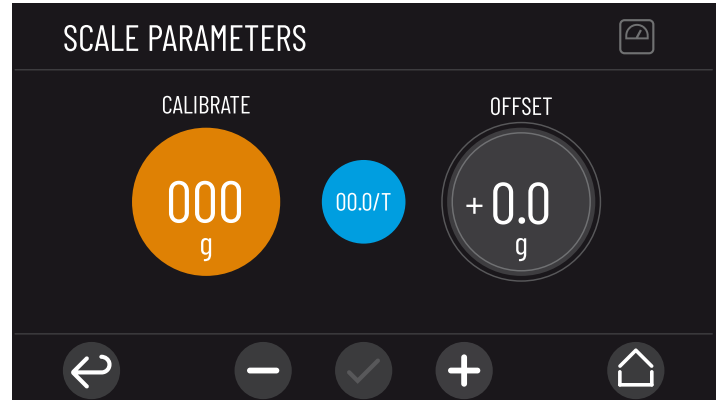 SCALE PARAMETERS
CALIBRATE
OFFSET
000
g
00.0/T
+0.0
g